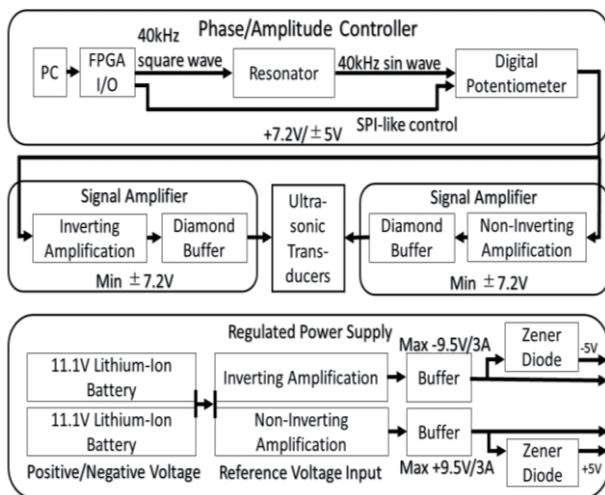 Phase/Amplitude Controller
40kHz
square wave
PC
FPGA
I/O
Resonator
40kHz sin wave
Digital
Potentiometer
SPI-like control
+7.2V/±5V
Signal Amplifier
Inverting
Amplification
Diamond
Buffer
Min ±7.2V
Ultra-
sonic
Trans-
ducers
Signal Amplifier
Diamond
Buffer
Non-Inverting
Amplification
Min ±7.2V
Regulated Power Supply
11.1V Lithium-Ion
Battery
11.1V Lithium-Ion
Battery
Positive/Negative Voltage
Inverting Amplification
Non-Inverting
Amplification
Reference Voltage Input
Max -9.5V/3A
Buffer
Buffer
Max +9.5V/3A
Zener
Diode
-5V
Zener
Diode
+5V